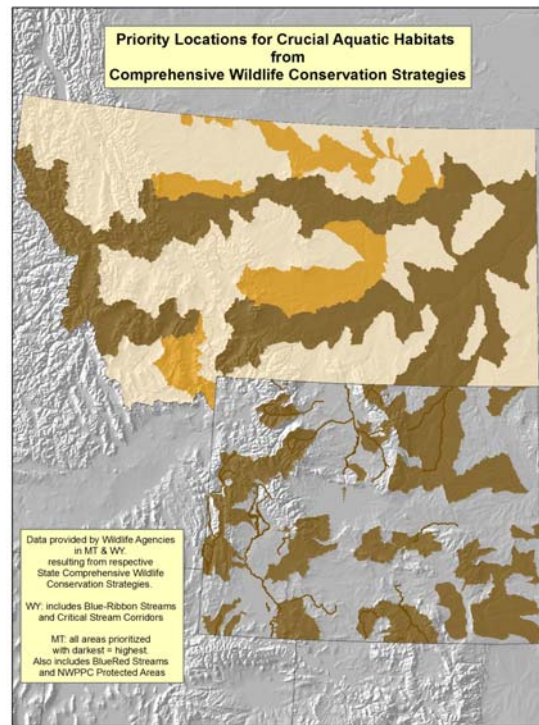 Priority Locations for Crucial Aquatic Habitats
from
Comprehensive Wildlife Conservation Strategies
Data provided by Wildlife Agencies
in MT & WY.
resulting from respective
State Comprehensive Wildlife
Conservation Strategies.
WY: includes Blue-Ribbon Streams
and Critical Stream Corridors
MT: all areas prioritized
with darkest = highest.
Also includes BlueRed Streams
and NWPPC Protected Areas